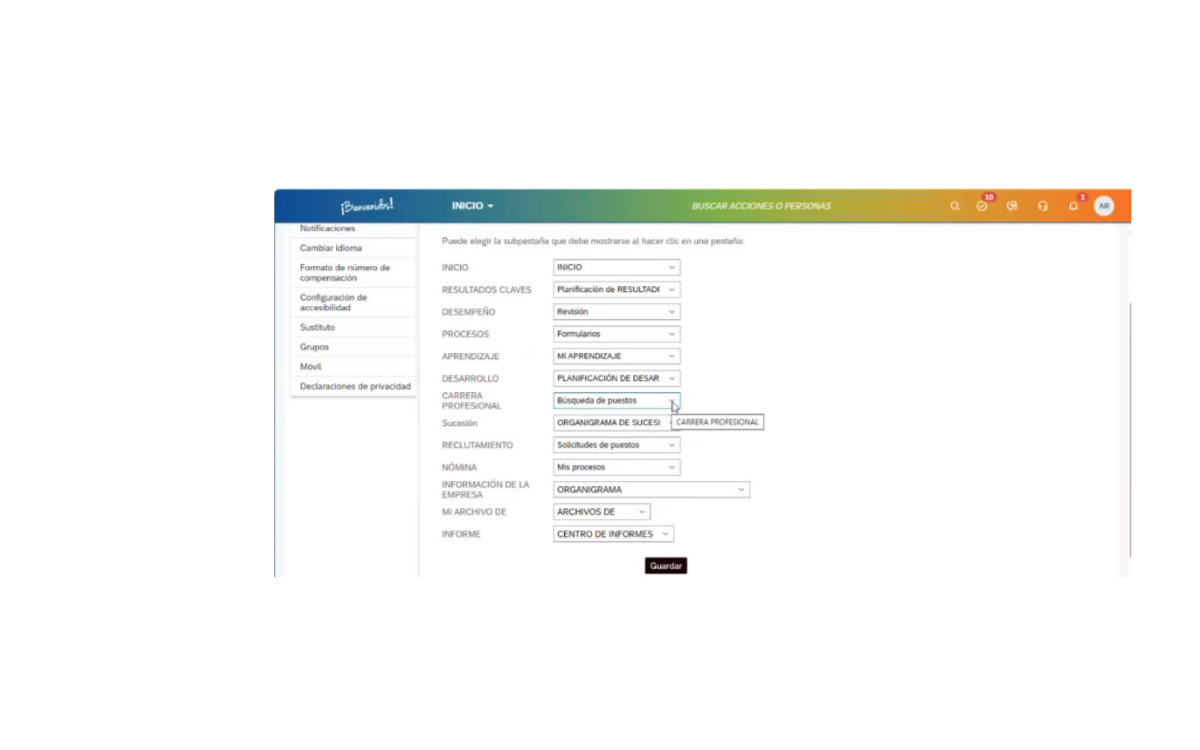 ¡Bienvenidos!
INICIO
BUSCAR ACCIONES O PERSONAS
10
1
AR
Notificaciones
Cambiar idioma
Formato de número de
compensación
Configuración de
accesibilidad
Sustituto
Grupos
Móvil
Declaraciones de privacidad
Puede elegir la subpestaña que debe mostrarse al hacer clic en una pestaña:
INICIO INICIO
RESULTADOS CLAVES Planificación de RESULTADO
DESEMPEÑO Revisión
PROCESOS Formularios
APRENDIZAJE MI APRENDIZAJE
DESARROLLO PLANIFICACIÓN DE DESAR
CARRERA
PROFESIONAL Búsqueda de puestos
Sucesión ORGANIGRAMA DE SUCESI
CARRERA PROFESIONAL
RECLUTAMIENTO Solicitudes de puestos
NÓMINA Mis procesos
INFORMACIÓN DE LA
EMPRESA ORGANIGRAMA
MI ARCHIVO DE ARCHIVOS DE
INFORME CENTRO DE INFORMES
Guardar